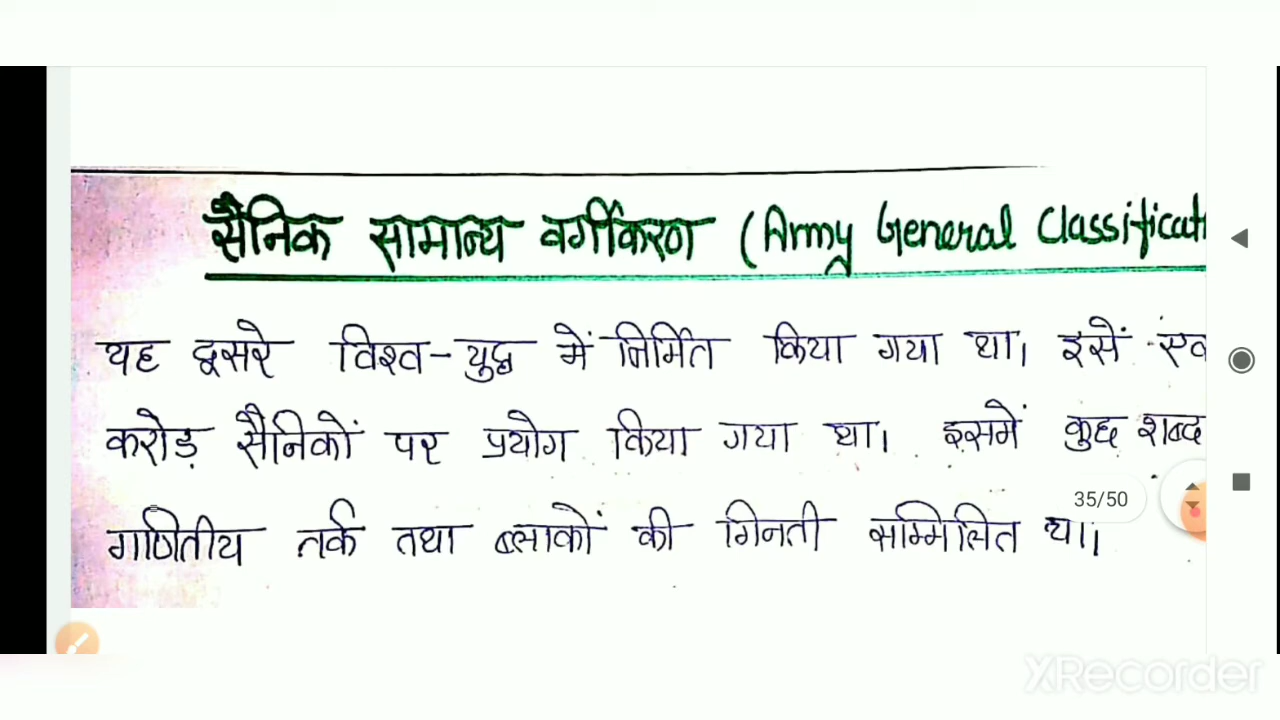 सैनिक सामान्य वर्गीकरण (Army General Classificat
यह दूसरे विश्व-युद्ध में निर्मित किया गया था। इसें एक
करोड़ सैनिकों पर प्रयोग किया गया था। इसमें कुछ शब्द
35/50
गाणितीय तर्क तथा ब्लाकों की गिनती सम्मिलित था।
XRecorder